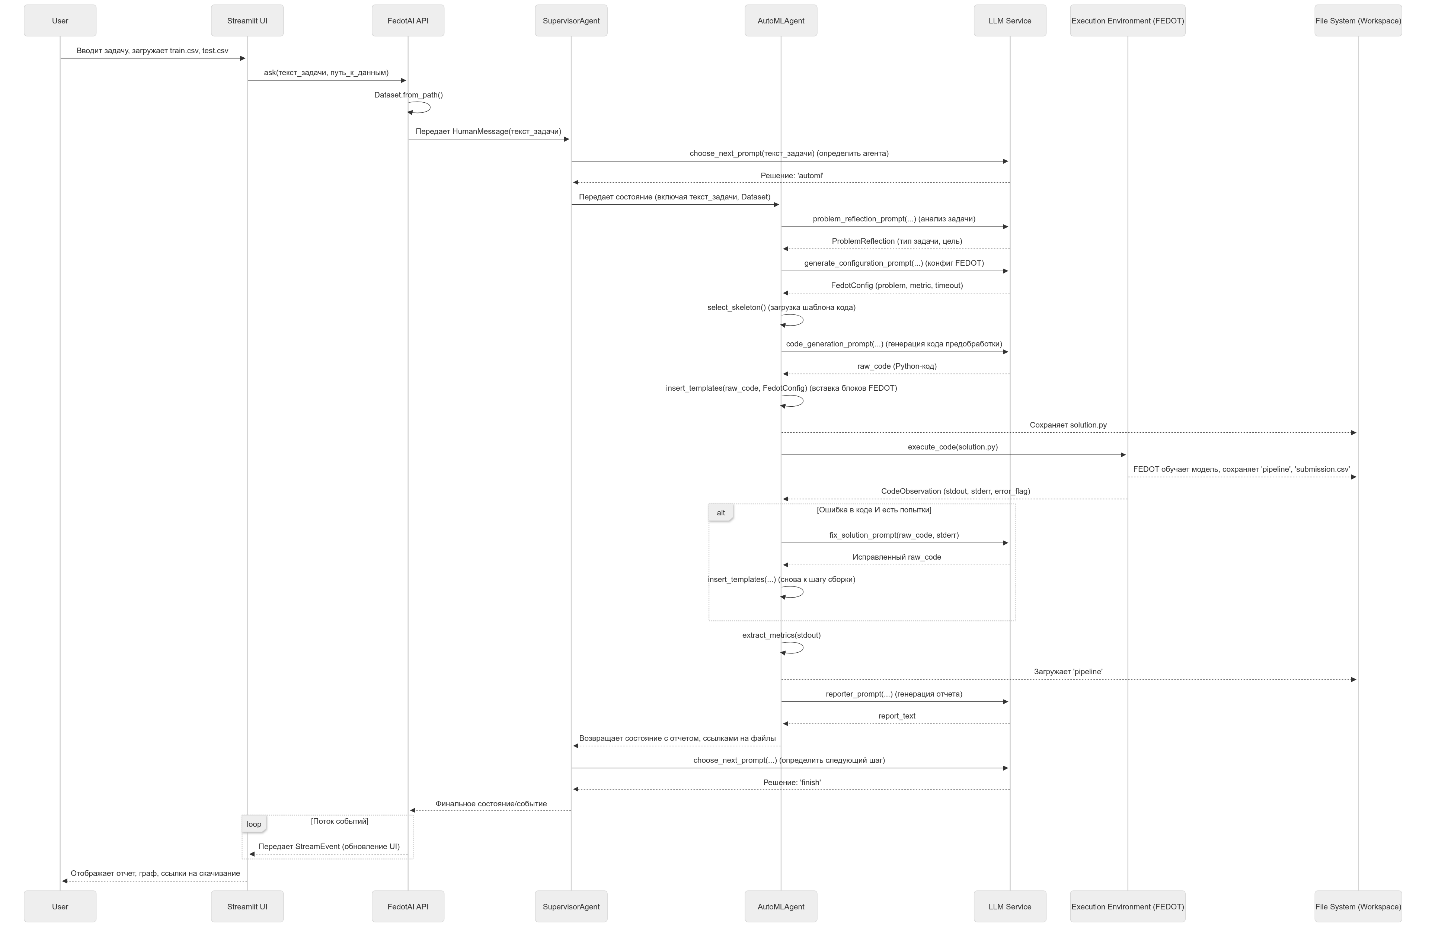 User
Streamlit UI
FedotAI API
SupervisorAgent
AutoMLAgent
LLM Service
Execution Environment (FEDOT)
File System (Workspace)
Вводит задачу, загружает train.csv, test.csv
ask(текст_задачи, путь_к_данным)
Dataset.from_path()
Передает HumanMessage(текст_задачи)
choose_next_prompt(текст_задачи) (определить агента)
Решение: 'automl'
Передает состояние (включая текст_задачи, Dataset)
problem_reflection_prompt(...) (анализ задачи)
ProblemReflection (тип задачи, цель)
generate_configuration_prompt(...) (конфиг FEDOT)
FedotConfig (problem, metric, timeout)
select_skeleton() (загрузка шаблона кода)
code_generation_prompt(...) (генерация кода предобработки)
raw_code (Python-код)
insert_templates(raw_code, FedotConfig) (вставка блоков FEDOT)
Сохраняет solution.py
execute_code(solution.py)
FEDOT обучает модель, сохраняет 'pipeline', 'submission.csv'
CodeObservation (stdout, stderr, error_flag)
alt
[Ошибка в коде И есть попытки]
fix_solution_prompt(raw_code, stderr)
Исправленный raw_code
insert_templates(...) (снова к шагу сборки)
extract_metrics(stdout)
Загружает 'pipeline'
reporter_prompt(...) (генерация отчета)
report_text
Возвращает состояние с отчетом, ссылками на файлы
choose_next_prompt(...) (определить следующий шаг)
Решение: 'finish'
Финальное состояние/событие
loop
[Поток событий]
Передает StreamEvent (обновление UI)
Отображает отчет, граф, ссылки на скачивание
User
Streamlit UI
FedotAI API
SupervisorAgent
AutoMLAgent
LLM Service
Execution Environment (FEDOT)
File System (Workspace)